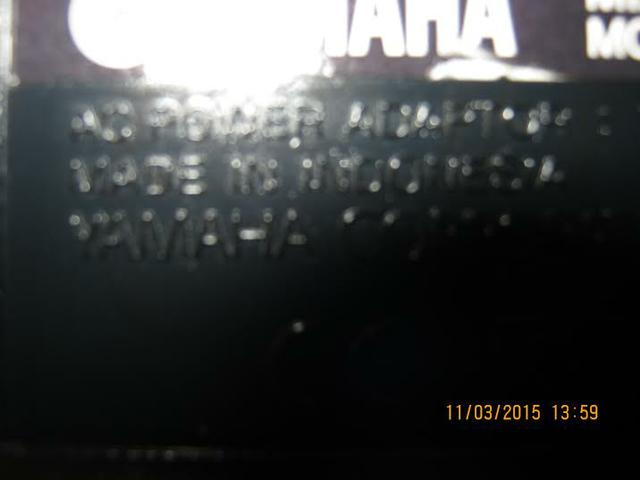 YAMAHA
AC POWER ADAPTOR :
MADE IN INDONESIA
YAMAHA
11/03/2015 13:59